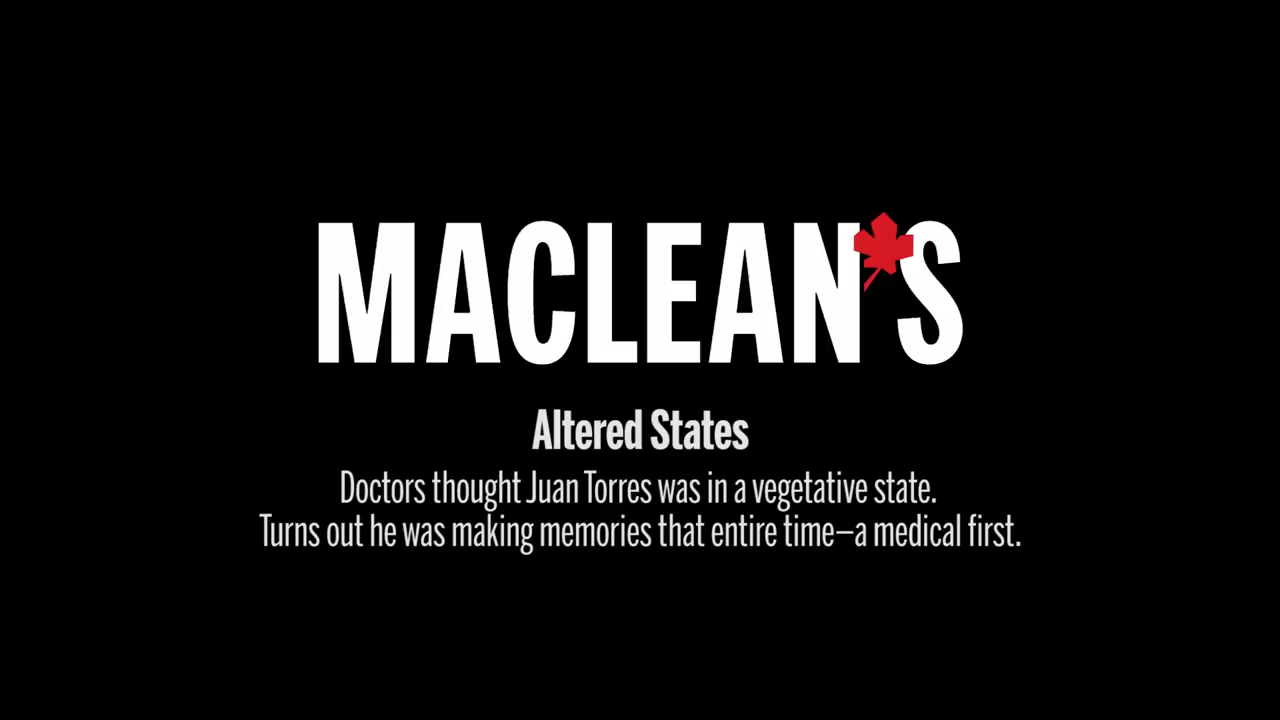 MACLEAN'S
Altered States
Doctors thought Juan Torres was in a vegetative state.
Turns out he was making memories that entire time–a medical first.